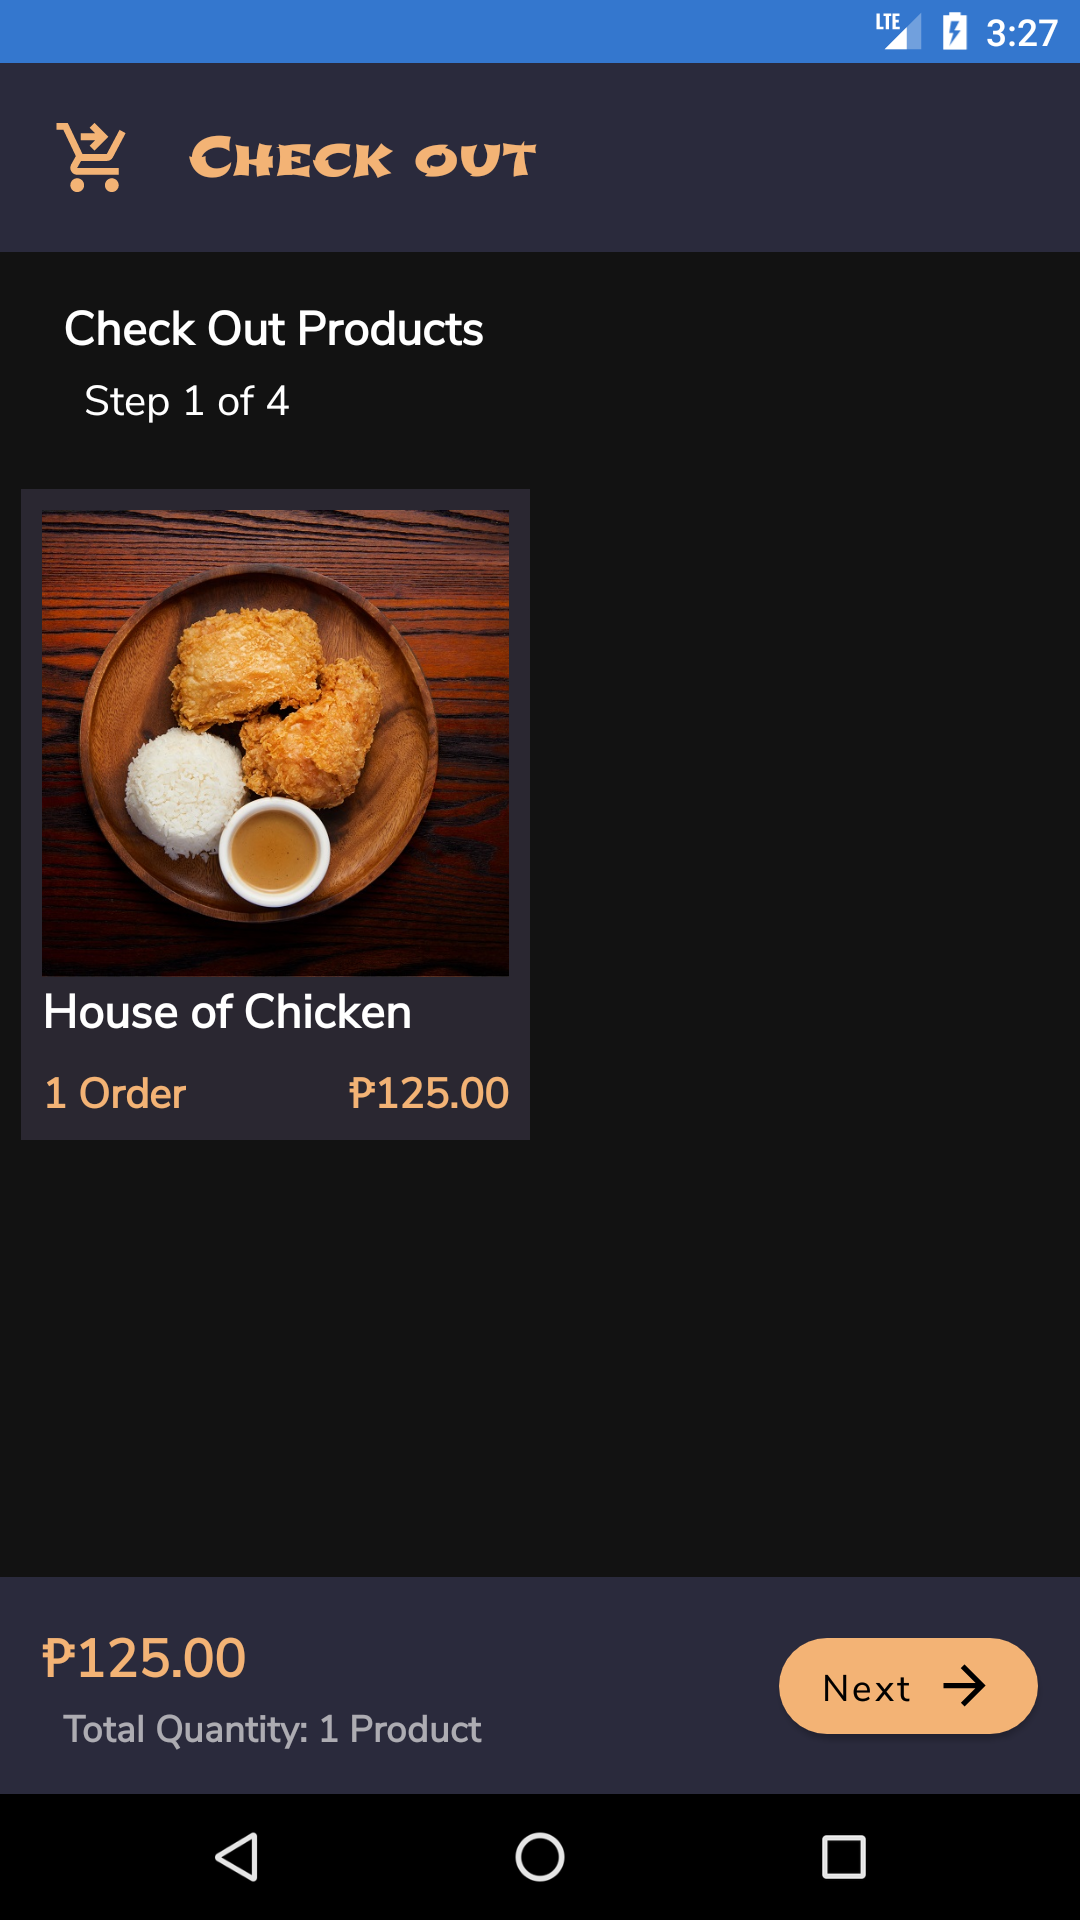 LTE 3:27
Check out
Check Out Products
Step 1 of 4
House of Chicken
1 Order ₱125.00
₱125.00
Total Quantity: 1 Product
Next